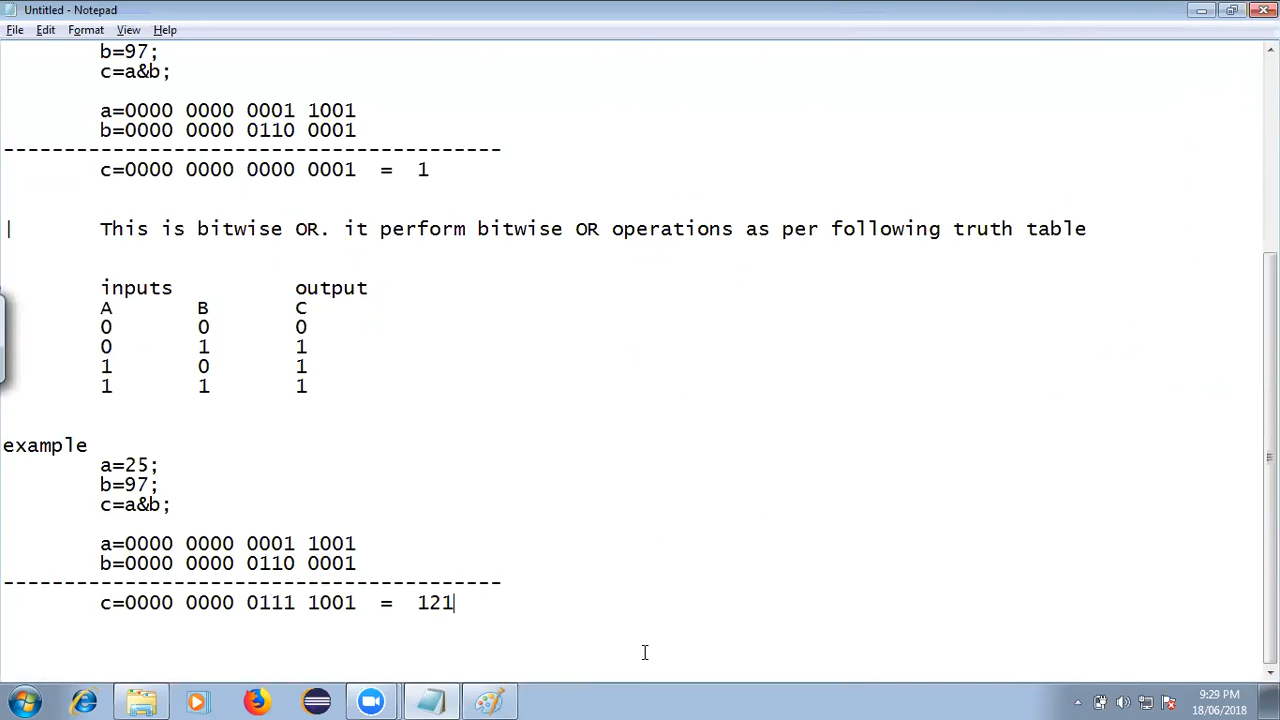 Untitled - Notepad
File Edit Format View Help
b=97;
c=a&b;
a=0000 0000 0001 1001
b=0000 0000 0110 0001
-----------------------------------------
c=0000 0000 0000 0001 = 1
| This is bitwise OR. it perform bitwise OR operations as per following truth table
inputs output
A B C
0 0 0
0 1 1
1 0 1
1 1 1
example
a=25;
b=97;
c=a&b;
a=0000 0000 0001 1001
b=0000 0000 0110 0001
-----------------------------------------
c=0000 0000 0111 1001 = 121
9:29 PM
18/06/2018